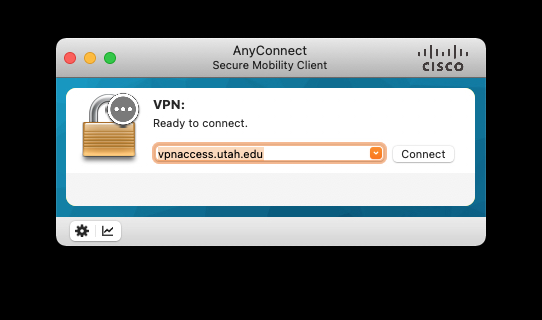 AnyConnect
Secure Mobility Client
CISCO
VPN:
Ready to connect.
vpnaccess.utah.edu
Connect